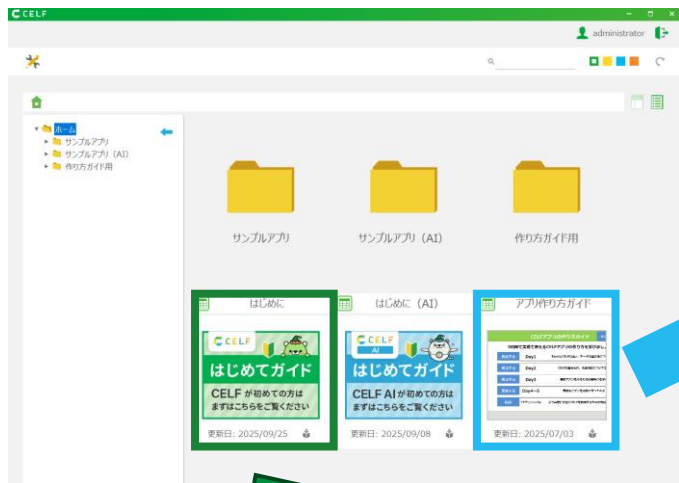 CELF
administrator
ホーム
サンプルアプリ
サンプルアプリ (AI)
作り方ガイド用
サンプルアプリ
サンプルアプリ (AI)
作り方ガイド用
はじめに
はじめに (AI)
アプリ作り方ガイド
CELF
はじめてガイド
CELF が初めての方は
まずはこちらをご覧ください
更新日: 2025/09/25
CELF
AI
はじめてガイド
CELF AI が初めての方は
まずはこちらをご覧ください
更新日: 2025/09/08
CELFアプリの作り方ガイド
Day1
Day2
Day3
更新日: 2025/07/03